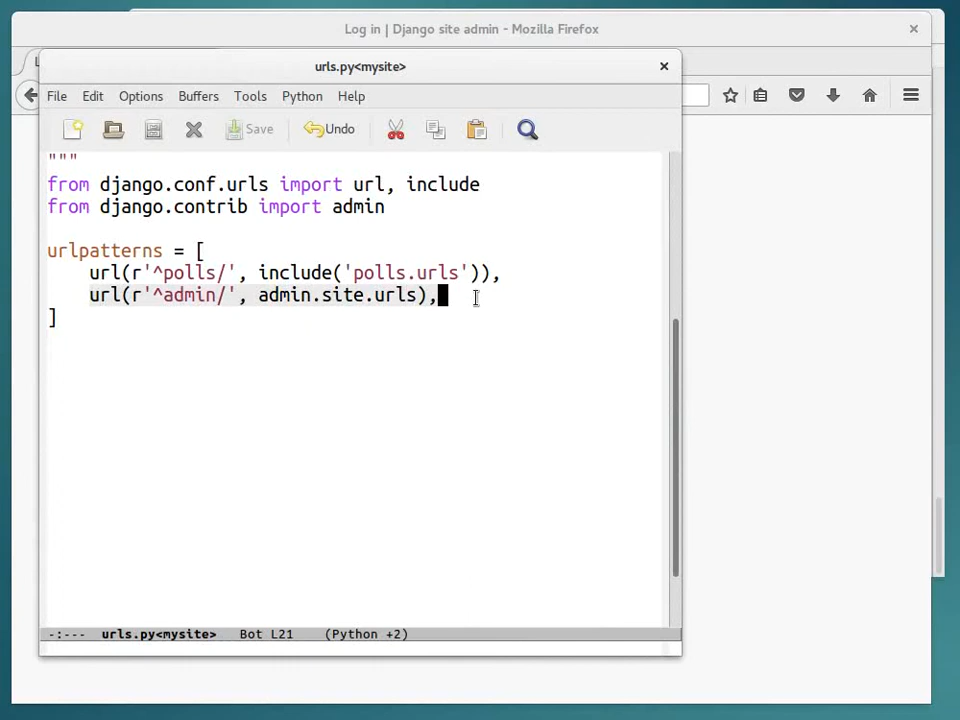 Log in | Django site admin - Mozilla Firefox
urls.py<mysite>
File Edit Options Buffers Tools Python Help
Save Undo
"""
from django.conf.urls import url, include
from django.contrib import admin
urlpatterns = [
    url(r'^polls/', include('polls.urls')),
    url(r'^admin/', admin.site.urls),
]
-:--- urls.py<mysite> Bot L21 (Python +2)